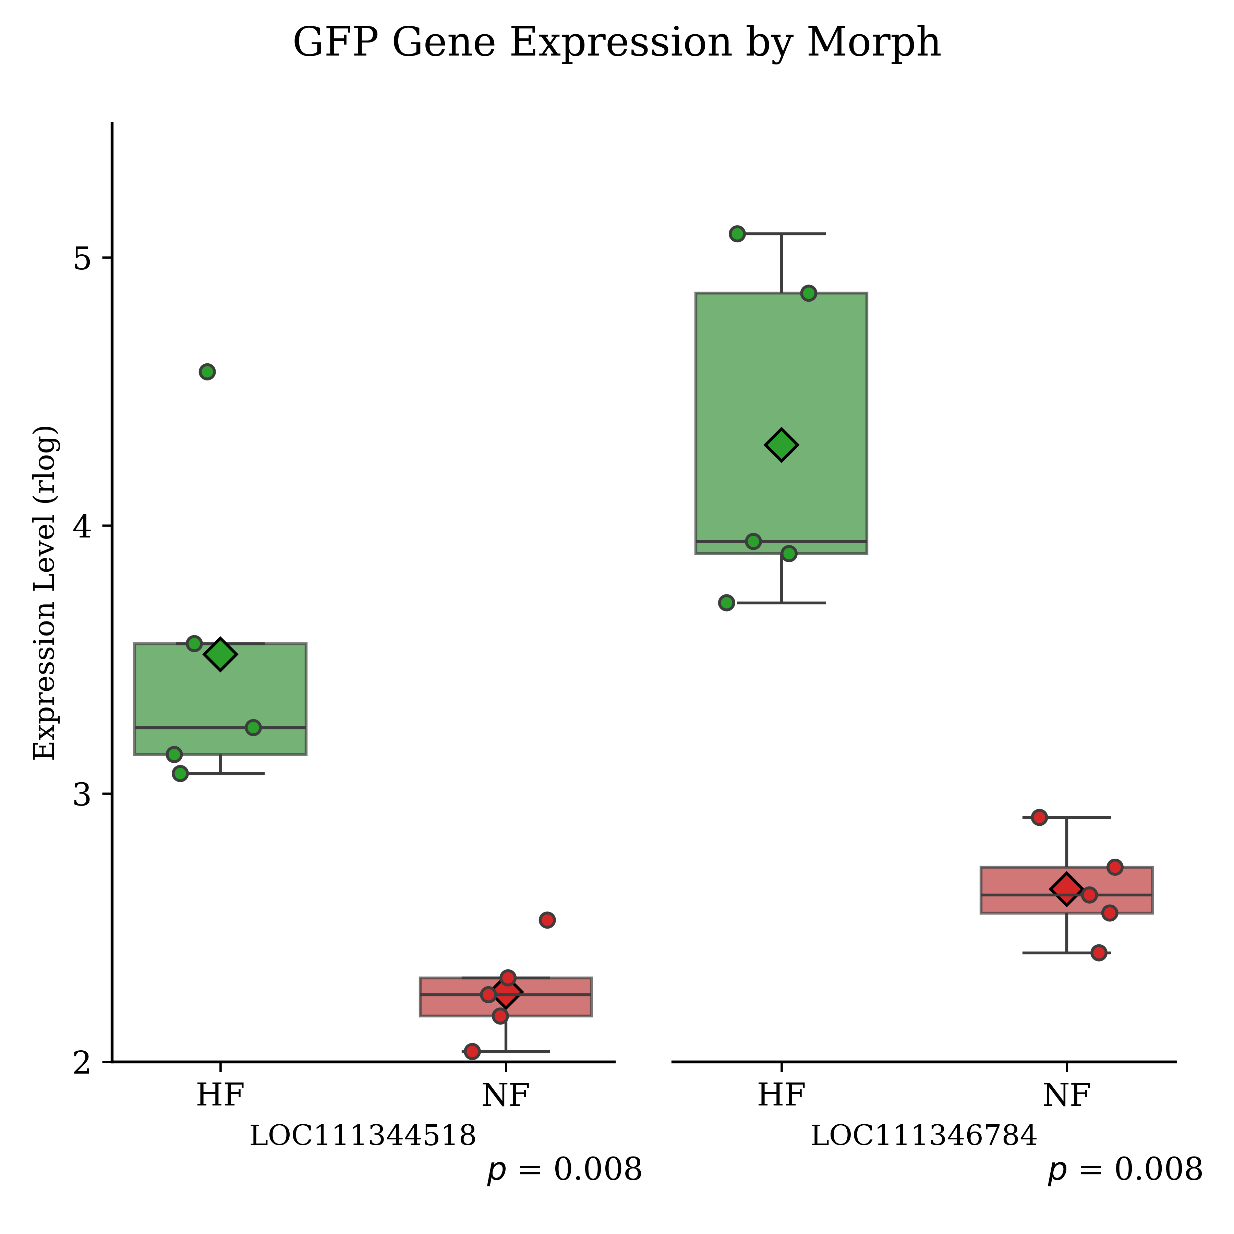 GFP Gene Expression by Morph
Expression Level (rlog)
5
4
3
2
HF
NF
HF
NF
LOC111344518
LOC111346784
p = 0.008
p = 0.008